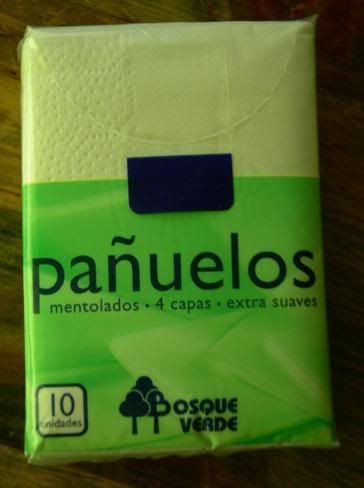 pañuelos
mentolados • 4 capas • extra suaves
10
unidades
BOSQUE
VERDE